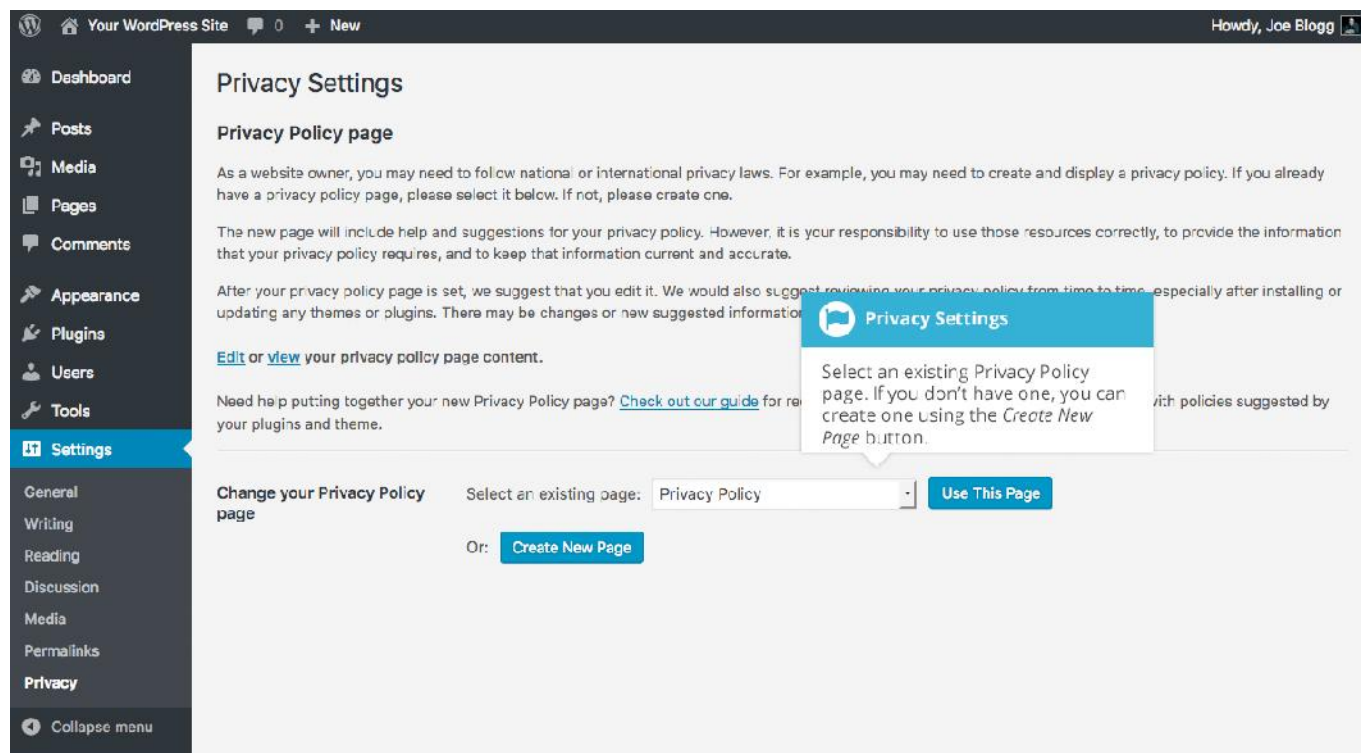 Your WordPress Site 0 + New Howdy, Joe Blogg
Dashboard
Posts
Media
Pages
Comments
Appearance
Plugins
Users
Tools
Settings
General
Writing
Reading
Discussion
Media
Permalinks
Privacy
Collapse menu
Privacy Settings
Privacy Policy page
As a website owner, you may need to follow national or international privacy laws. For example, you may need to create and display a privacy policy. If you already
have a privacy policy page, please select it below. If not, please create one.
The new page will include help and suggestions for your privacy policy. However, it is your responsibility to use those resources correctly, to provide the information
that your privacy policy requires, and to keep that information current and accurate.
After your privacy policy page is set, we suggest that you edit it. We would also suggest reviewing your privacy policy from time to time, especially after installing or
updating any themes or plugins. There may be changes or new suggested information
Edit or view your privacy policy page content.
Need help putting together your new Privacy Policy page? Check out our guide for with policies suggested by
your plugins and theme.
Privacy Settings
Select an existing Privacy Policy
page. If you don't have one, you can
create one using the Create New
Page button.
Change your Privacy Policy
page
Select an existing page: Privacy Policy Use This Page
Or: Create New Page